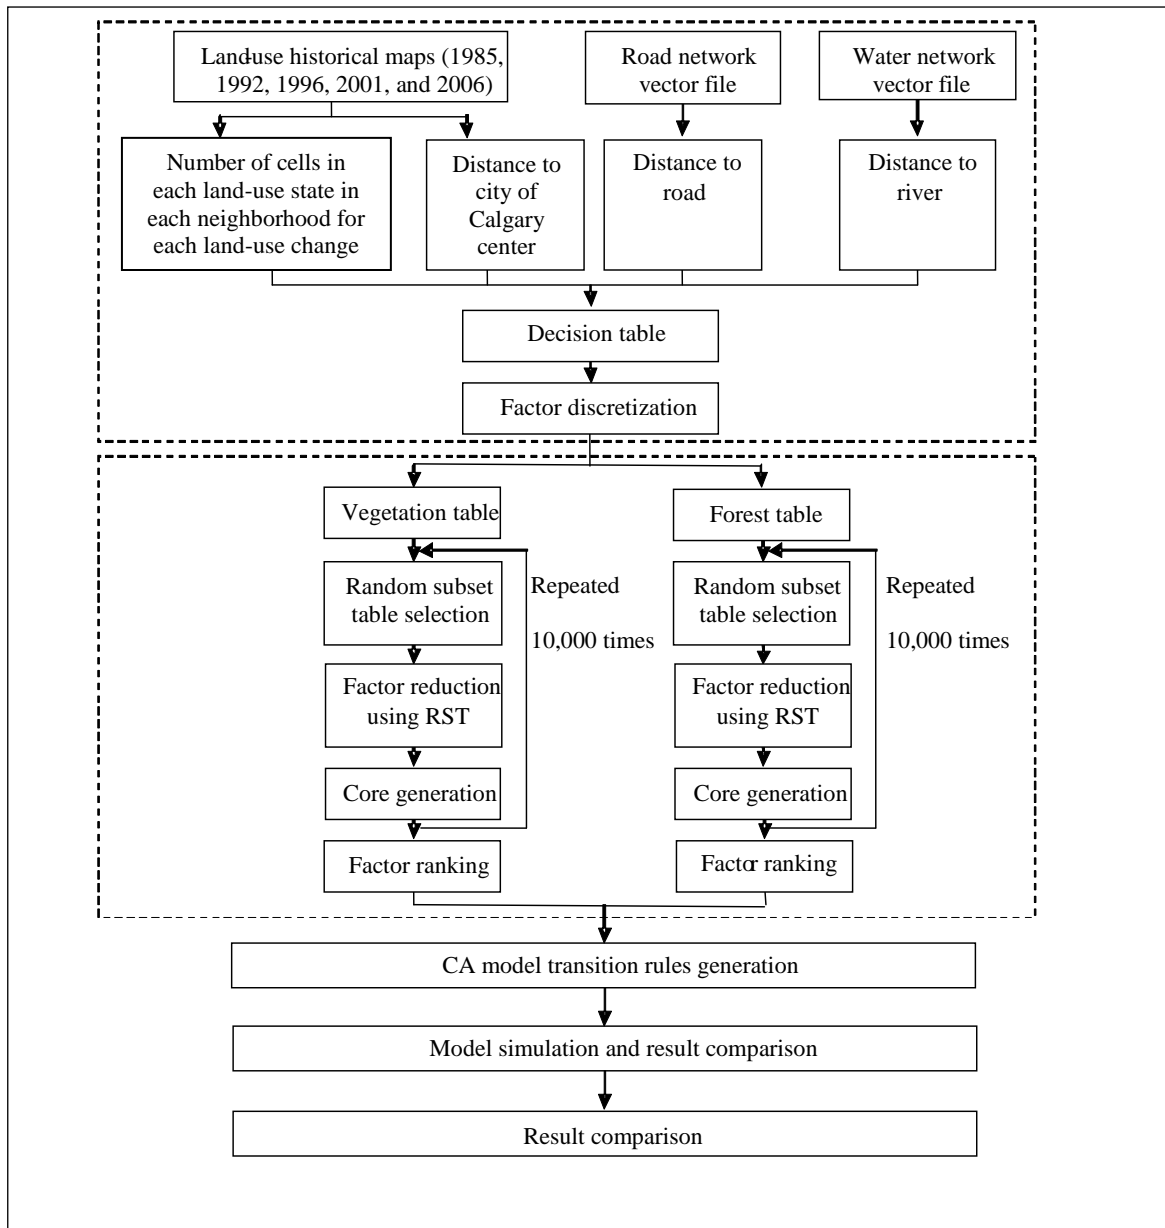 Land-use historical maps (1985,
1992, 1996, 2001, and 2006)
Road network
vector file
Water network
vector file
Number of cells in
each land-use state in
each neighborhood for
each land-use change
Distance to
city of
Calgary
center
Distance to
road
Distance to
river
Decision table
Factor discretization
Vegetation table
Forest table
Random subset
table selection
Repeated
10,000 times
Random subset
table selection
Repeated
10,000 times
Factor reduction
using RST
Factor reduction
using RST
Core generation
Core generation
Factor ranking
Factor ranking
CA model transition rules generation
Model simulation and result comparison
Result comparison